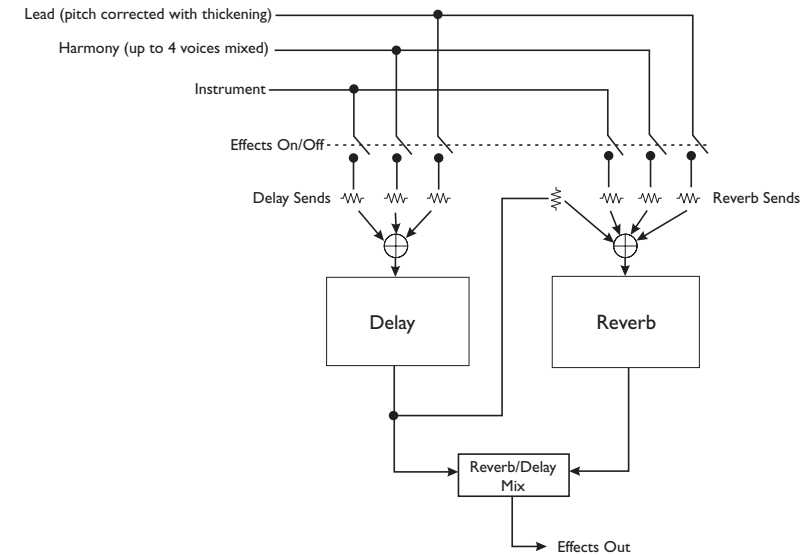 Lead (pitch corrected with thickening)
Harmony (up to 4 voices mixed)
Instrument
Effects On/Off
Delay Sends
Reverb Sends
Delay
Reverb
Reverb/Delay
Mix
Effects Out